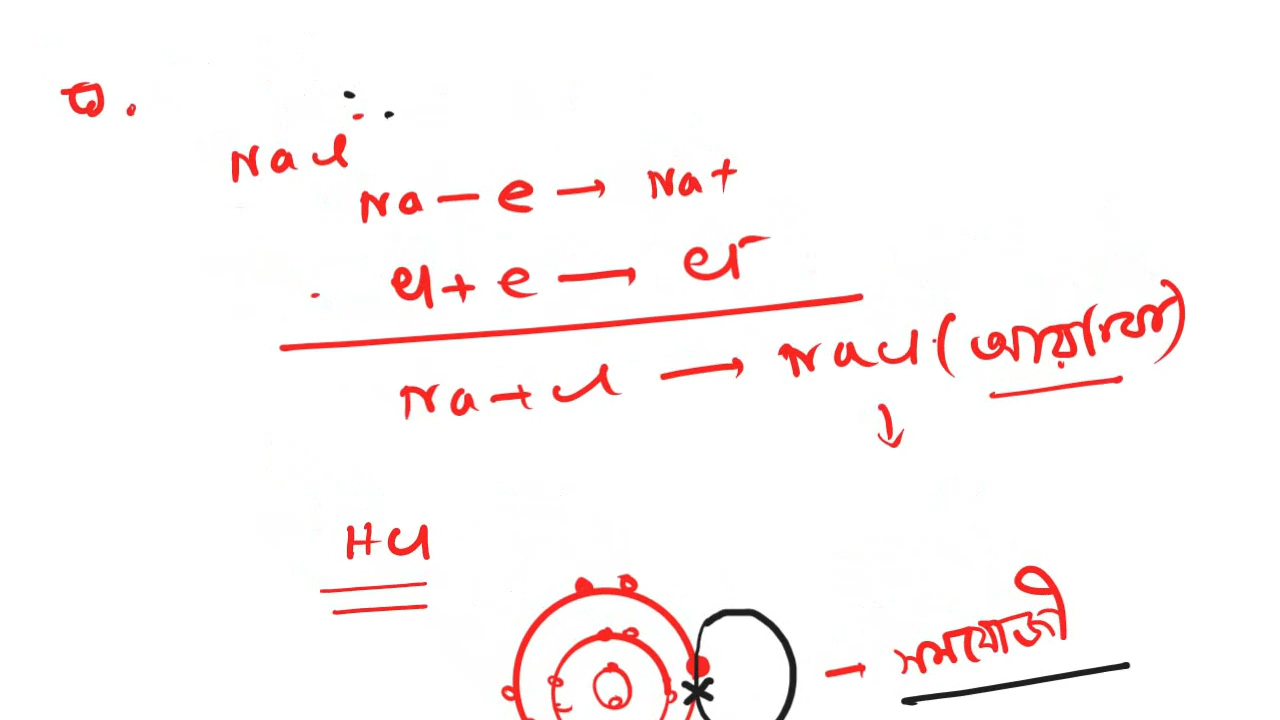 ঘ.
NaCl
Na - e → Na+
Cl + e → Cl-
Na + Cl → NaCl (আয়নিক)
↓
HCl
→ সমযোজী